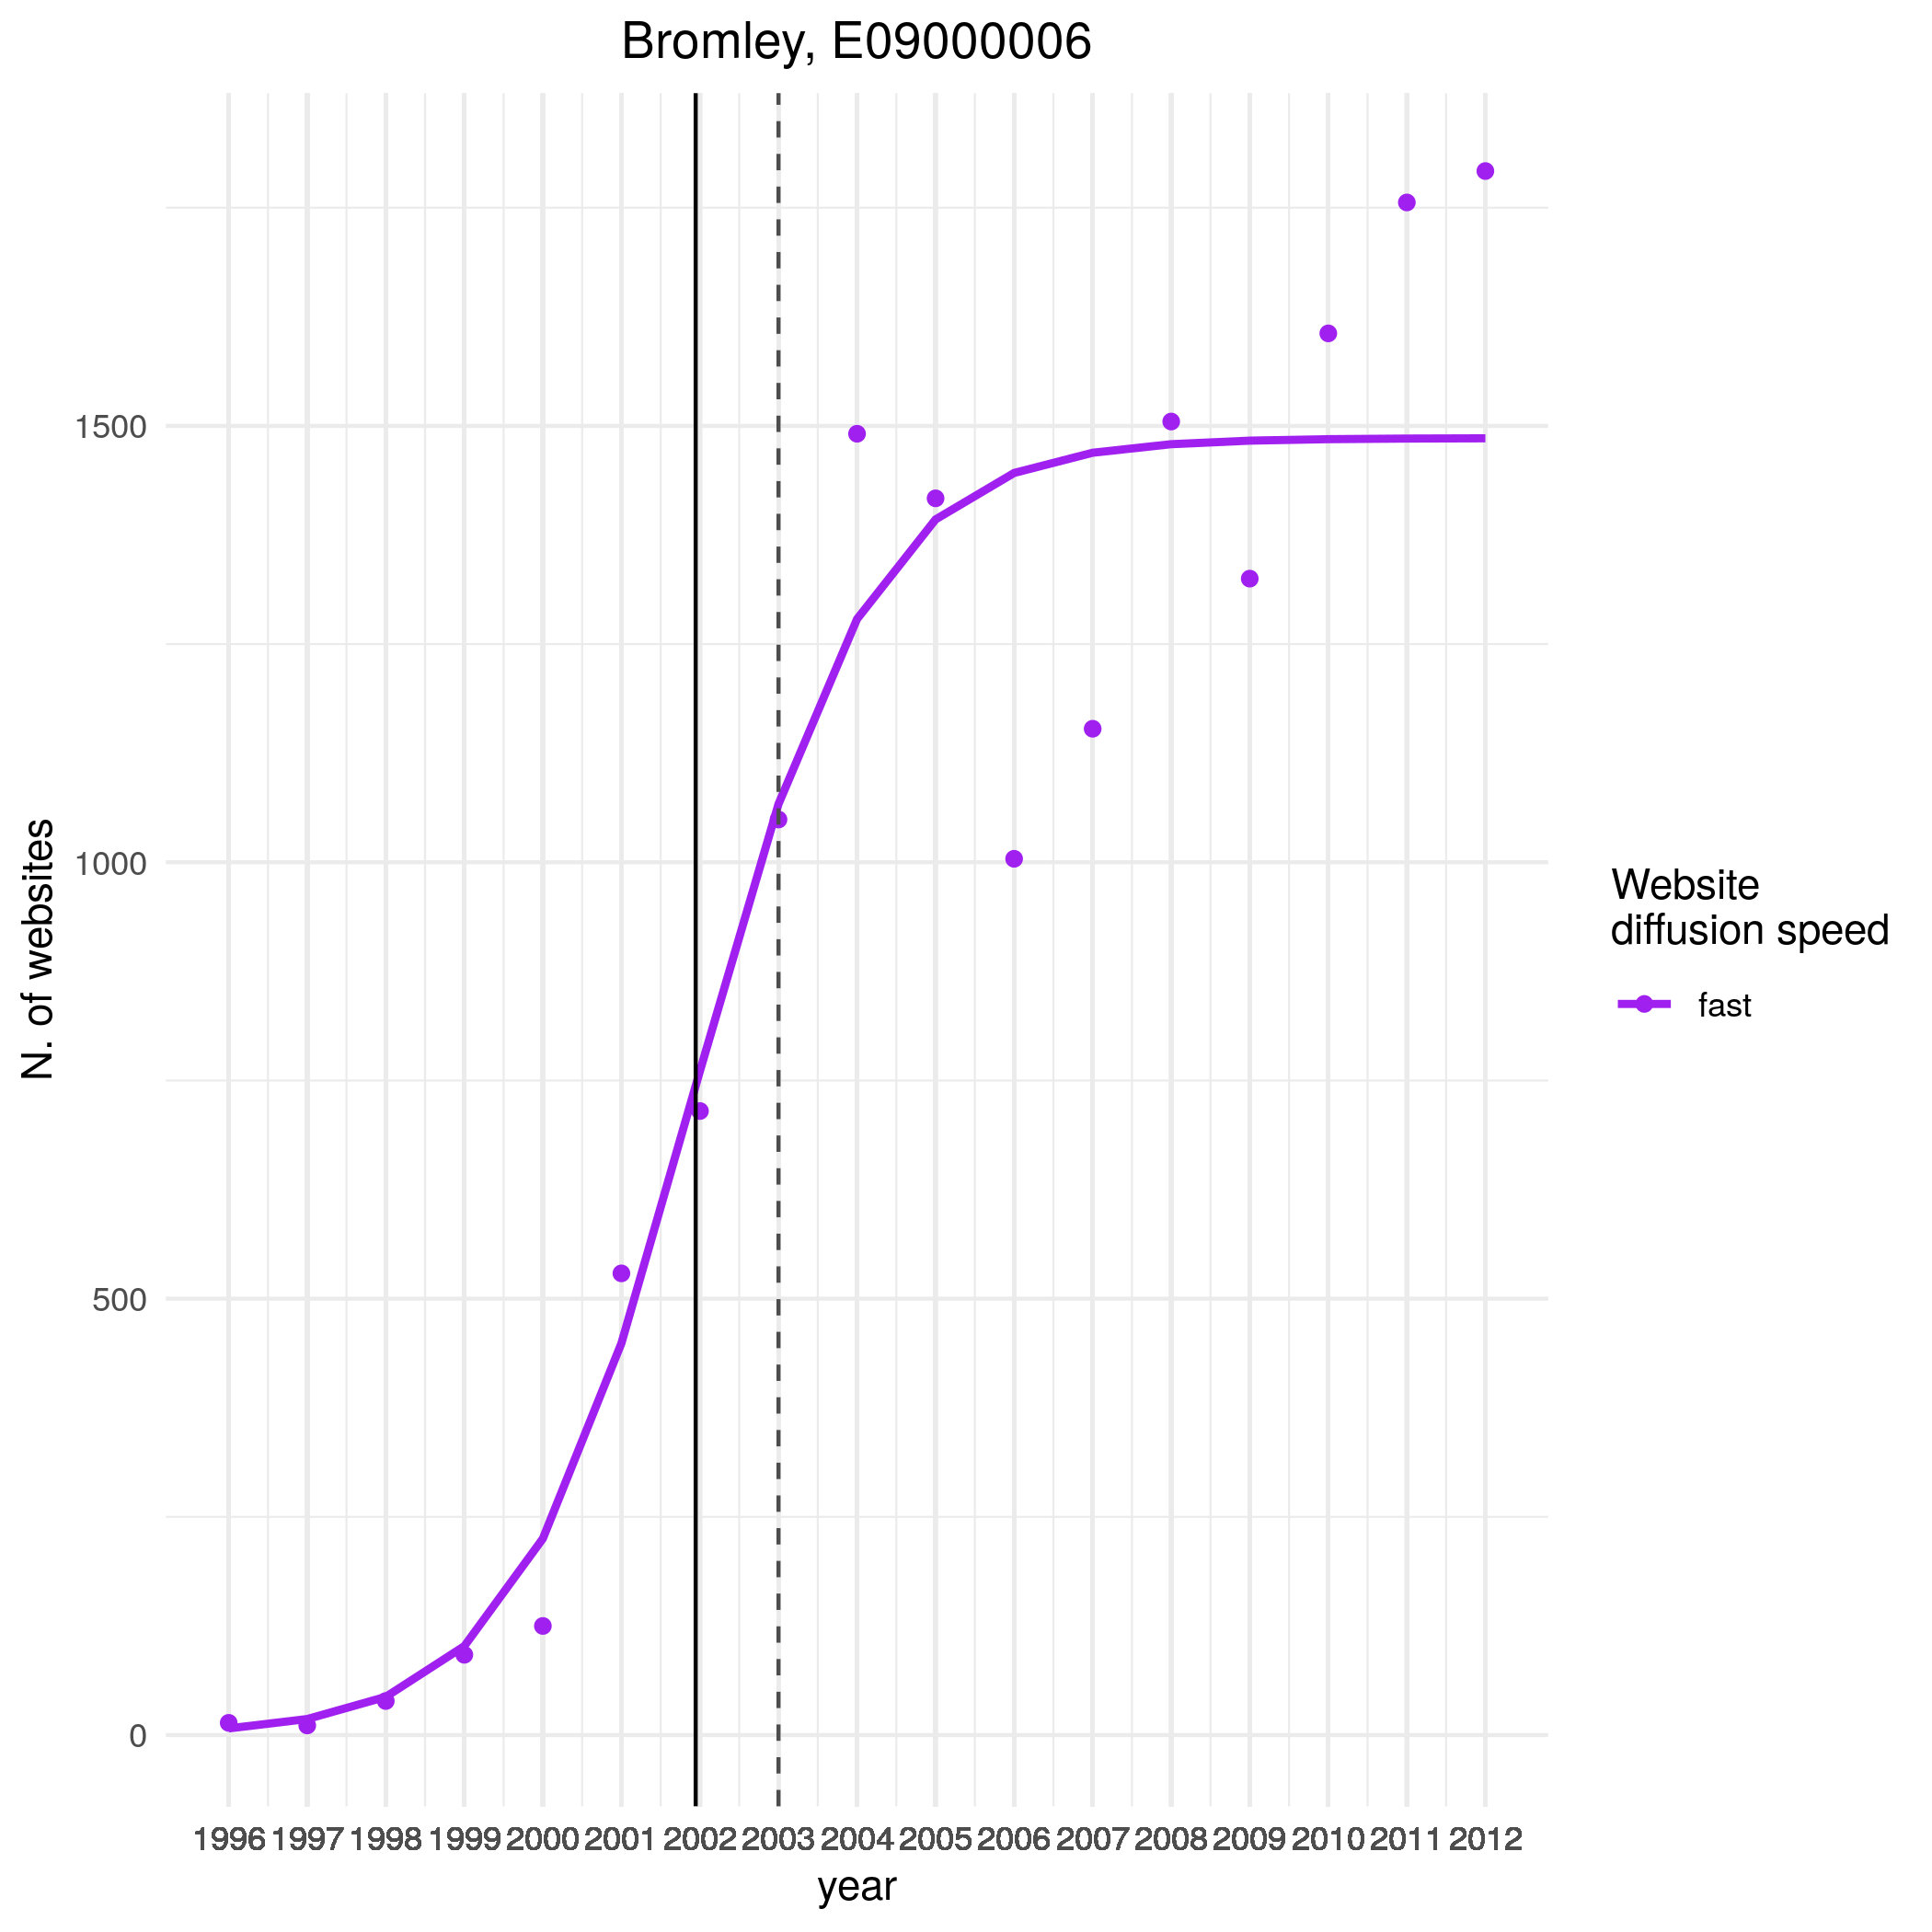 Bromley, E09000006
N. of websites
1500
1000
500
0
1996 1997 1998 1999 2000 2001 2002 2003 2004 2005 2006 2007 2008 2009 2010 2011 2012
year
Website
diffusion speed
fast